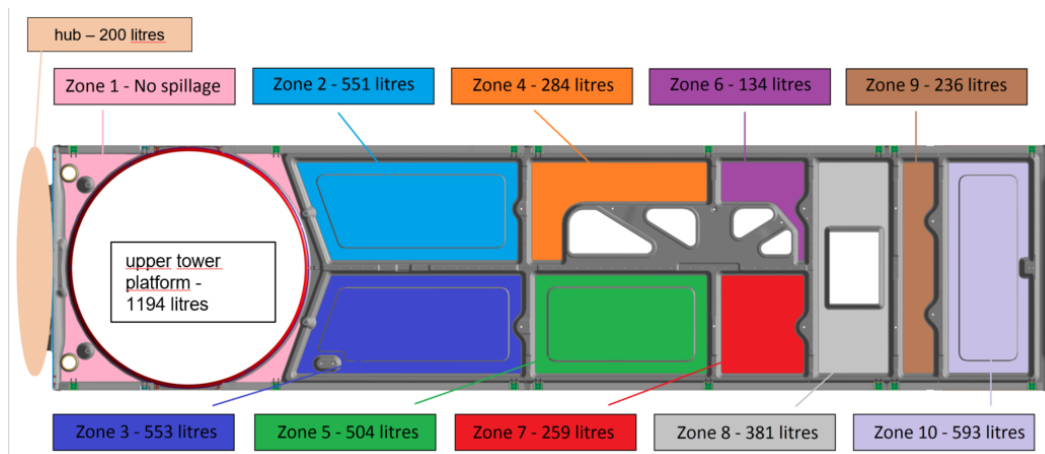 hub – 200 litres
Zone 1 - No spillage
Zone 2 - 551 litres
Zone 4 - 284 litres
Zone 6 - 134 litres
Zone 9 - 236 litres
upper tower
platform -
1194 litres
Zone 3 - 553 litres
Zone 5 - 504 litres
Zone 7 - 259 litres
Zone 8 - 381 litres
Zone 10 - 593 litres